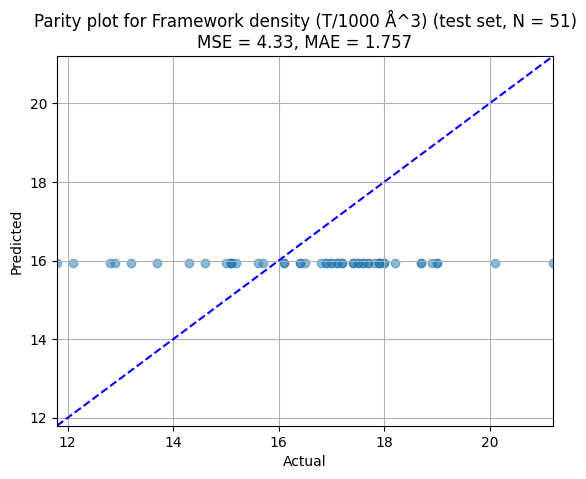 Parity plot for Framework density (T/1000 Å^3) (test set, N = 51)
MSE = 4.33, MAE = 1.757
20
18
16
14
12
Predicted
12 14 16 18 20
Actual